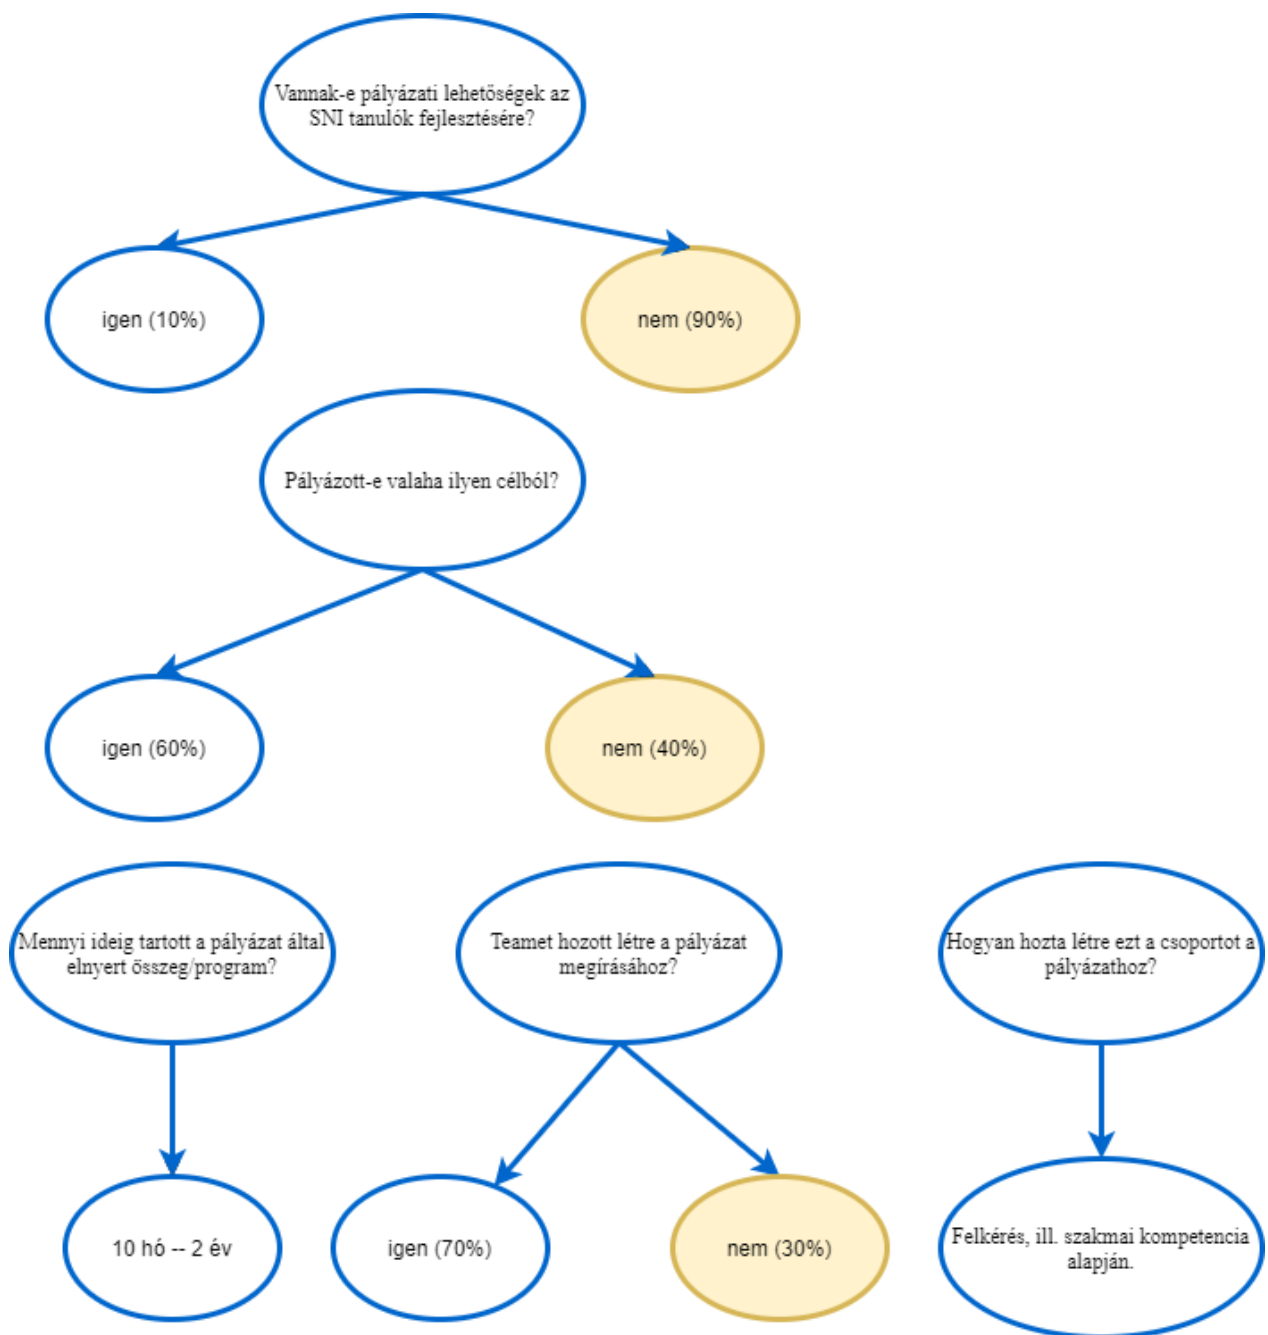 Vannak-e pályázati lehetőségek az
SNI tanulók fejlesztésére?
igen (10%)
nem (90%)
Pályázott-e valaha ilyen célból?
igen (60%)
nem (40%)
Mennyi ideig tartott a pályázat által
elnyert összeg/program?
Teamet hozott létre a pályázat
megírásához?
Hogyan hozta létre ezt a csoportot a
pályázathoz?
10 hó -- 2 év
igen (70%)
nem (30%)
Felkérés, ill. szakmai kompetencia
alapján.